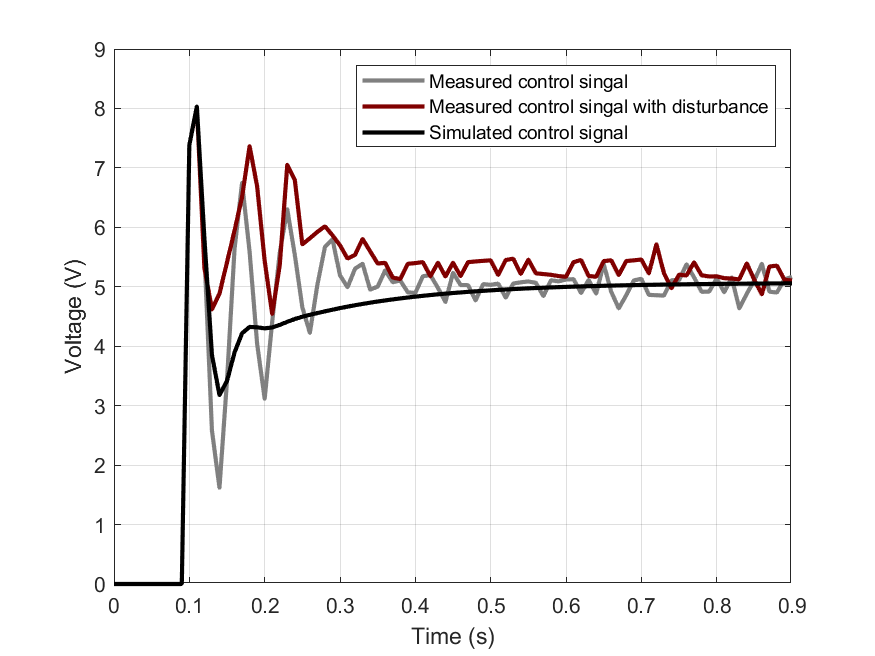 9
8
7
6
5
4
3
2
1
0
Voltage (V)
Measured control singal
Measured control singal with disturbance
Simulated control signal
0 0.1 0.2 0.3 0.4 0.5 0.6 0.7 0.8 0.9
Time (s)